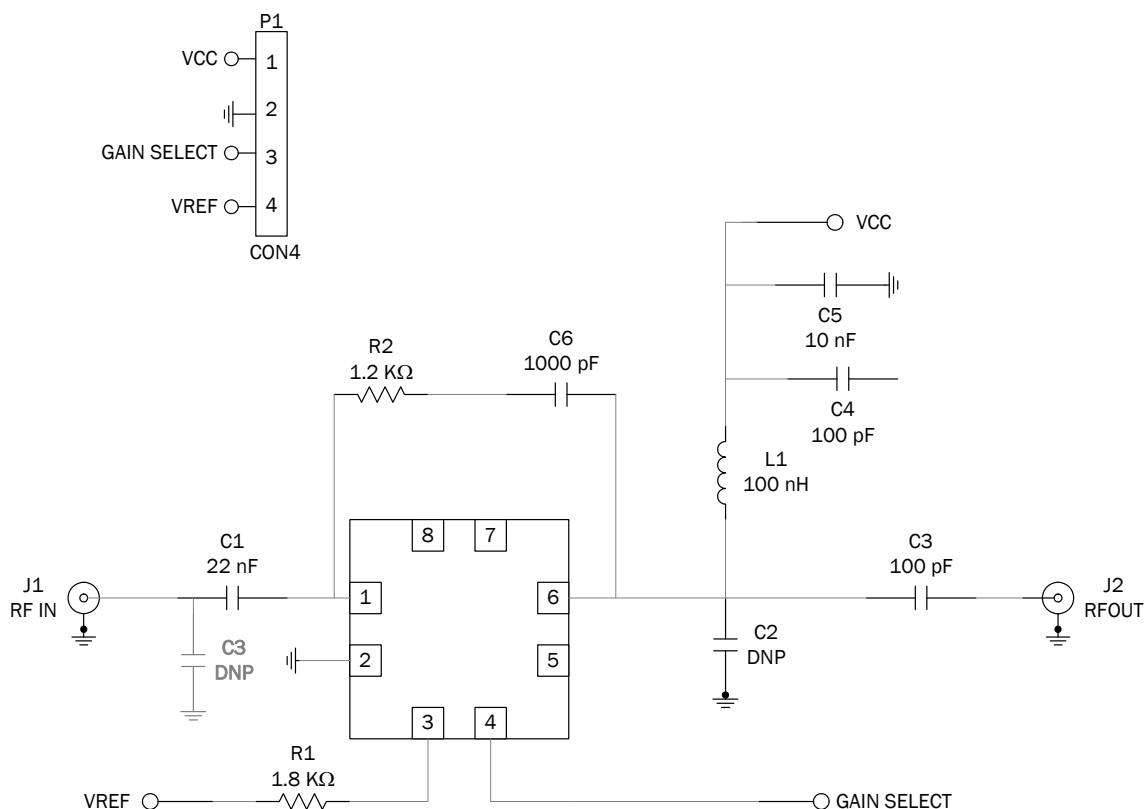 P1
VCC
1
2
GAIN SELECT
3
VREF
4
CON4
VCC
C5
10 nF
R2
1.2 KΩ
C6
1000 pF
C4
100 pF
L1
100 nH
8
7
C1
22 nF
C3
100 pF
J1
RF IN
1
6
J2
RFOUT
C3
DNP
2
5
C2
DNP
3
4
R1
1.8 KΩ
VREF
GAIN SELECT